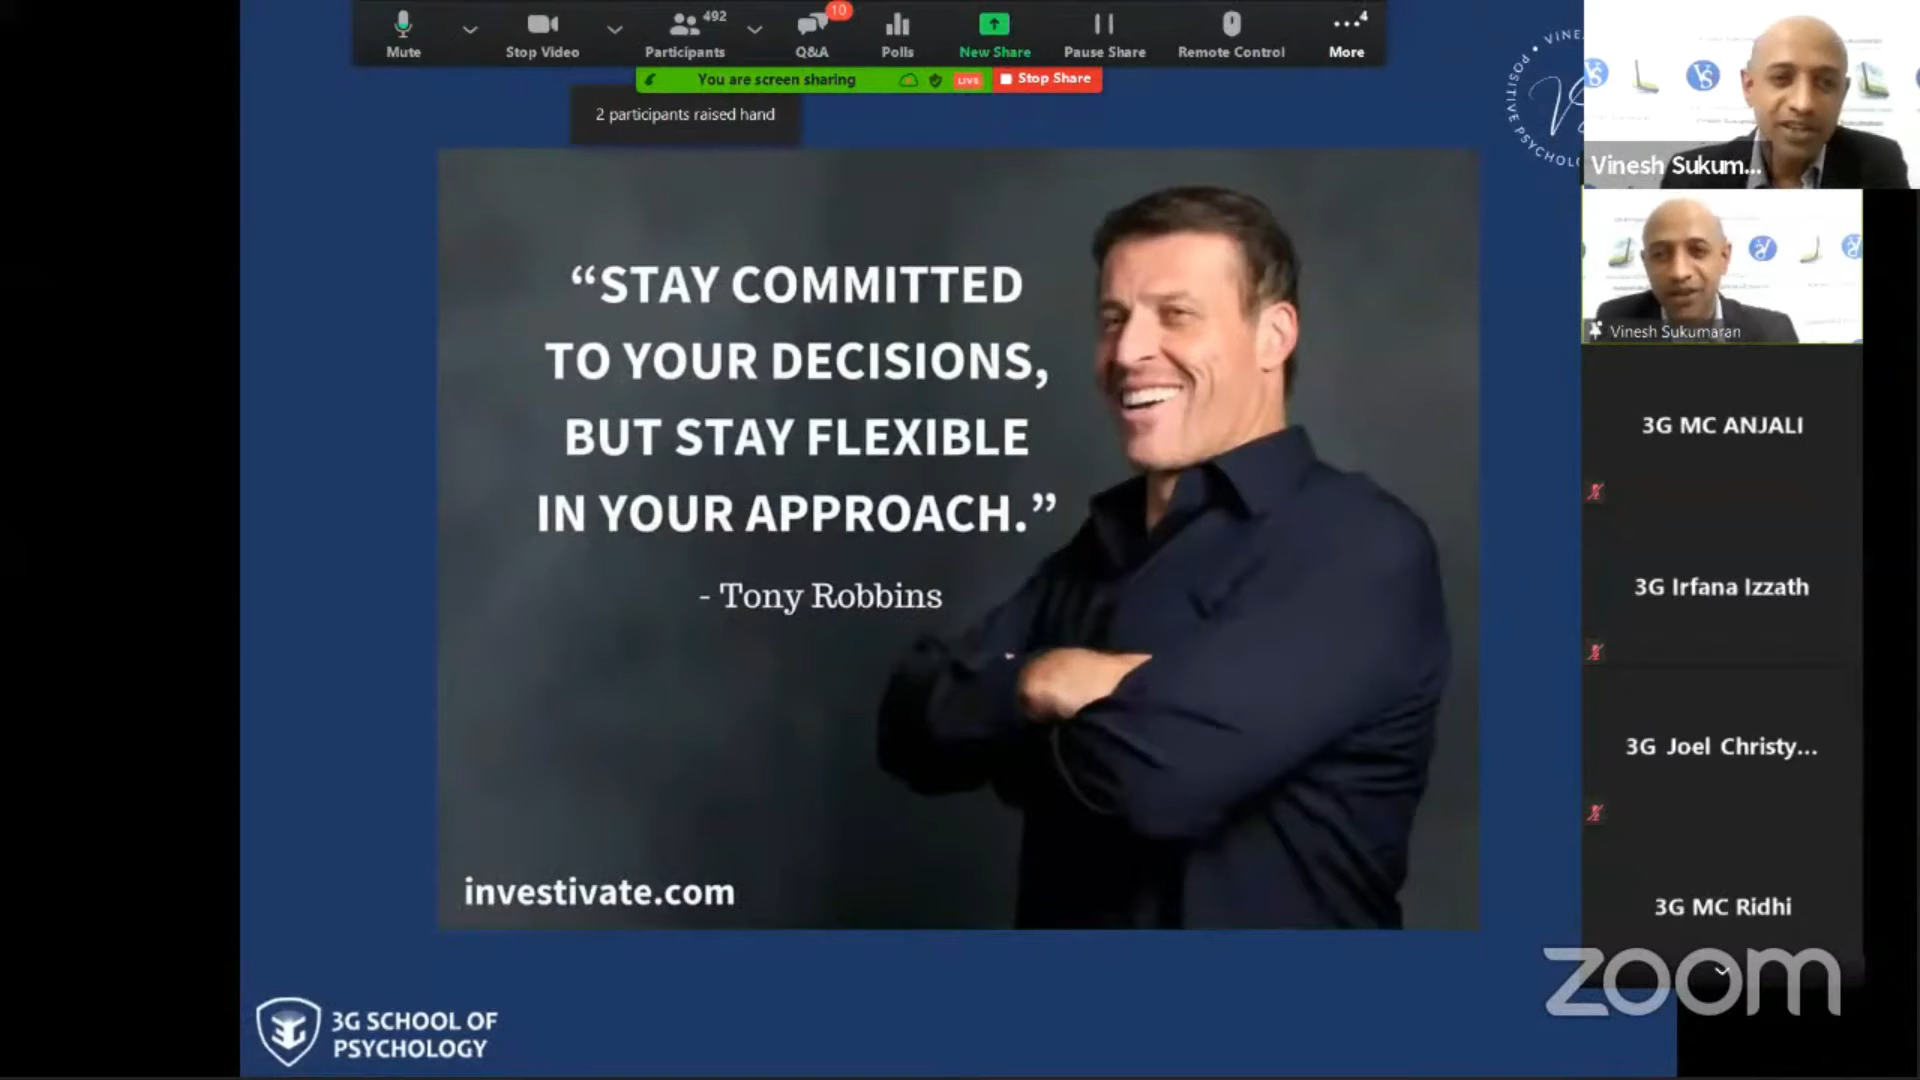 Mute
Stop Video
Participants
492
Q&A
10
Polls
New Share
Pause Share
Remote Control
More
4
You are screen sharing
LIVE
Stop Share
2 participants raised hand
“STAY COMMITTED
TO YOUR DECISIONS,
BUT STAY FLEXIBLE
IN YOUR APPROACH.”
- Tony Robbins
investivate.com
3G SCHOOL OF
PSYCHOLOGY
Vinesh Sukum...
Vinesh Sukumaran
3G MC ANJALI
3G Irfana Izzath
3G Joel Christy...
3G MC Ridhi
zoom